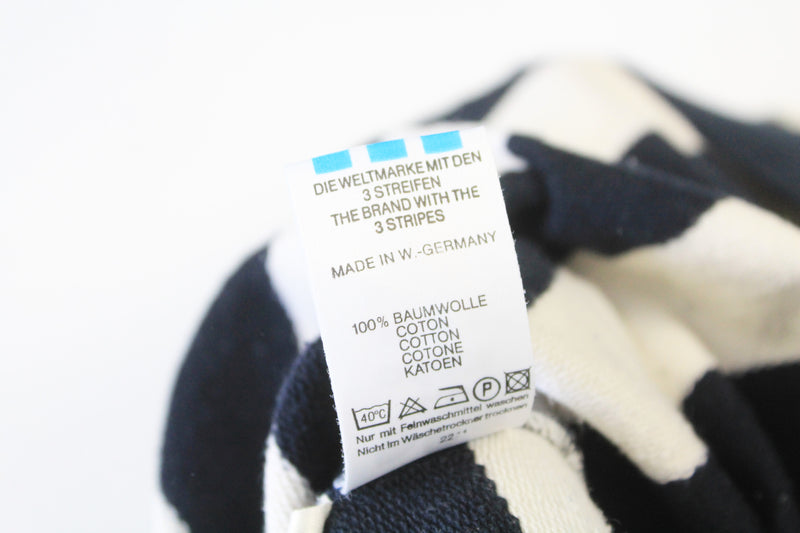 DIE WELTMARKE MIT DEN
3 STREIFEN
THE BRAND WITH THE
3 STRIPES
MADE IN W.-GERMANY
100% BAUMWOLLE
COTON
COTTON
COTONE
KATOEN
40°C P
Nur mit Feinwaschmittel waschen
Nicht im Wäschetrockner trocknen
22